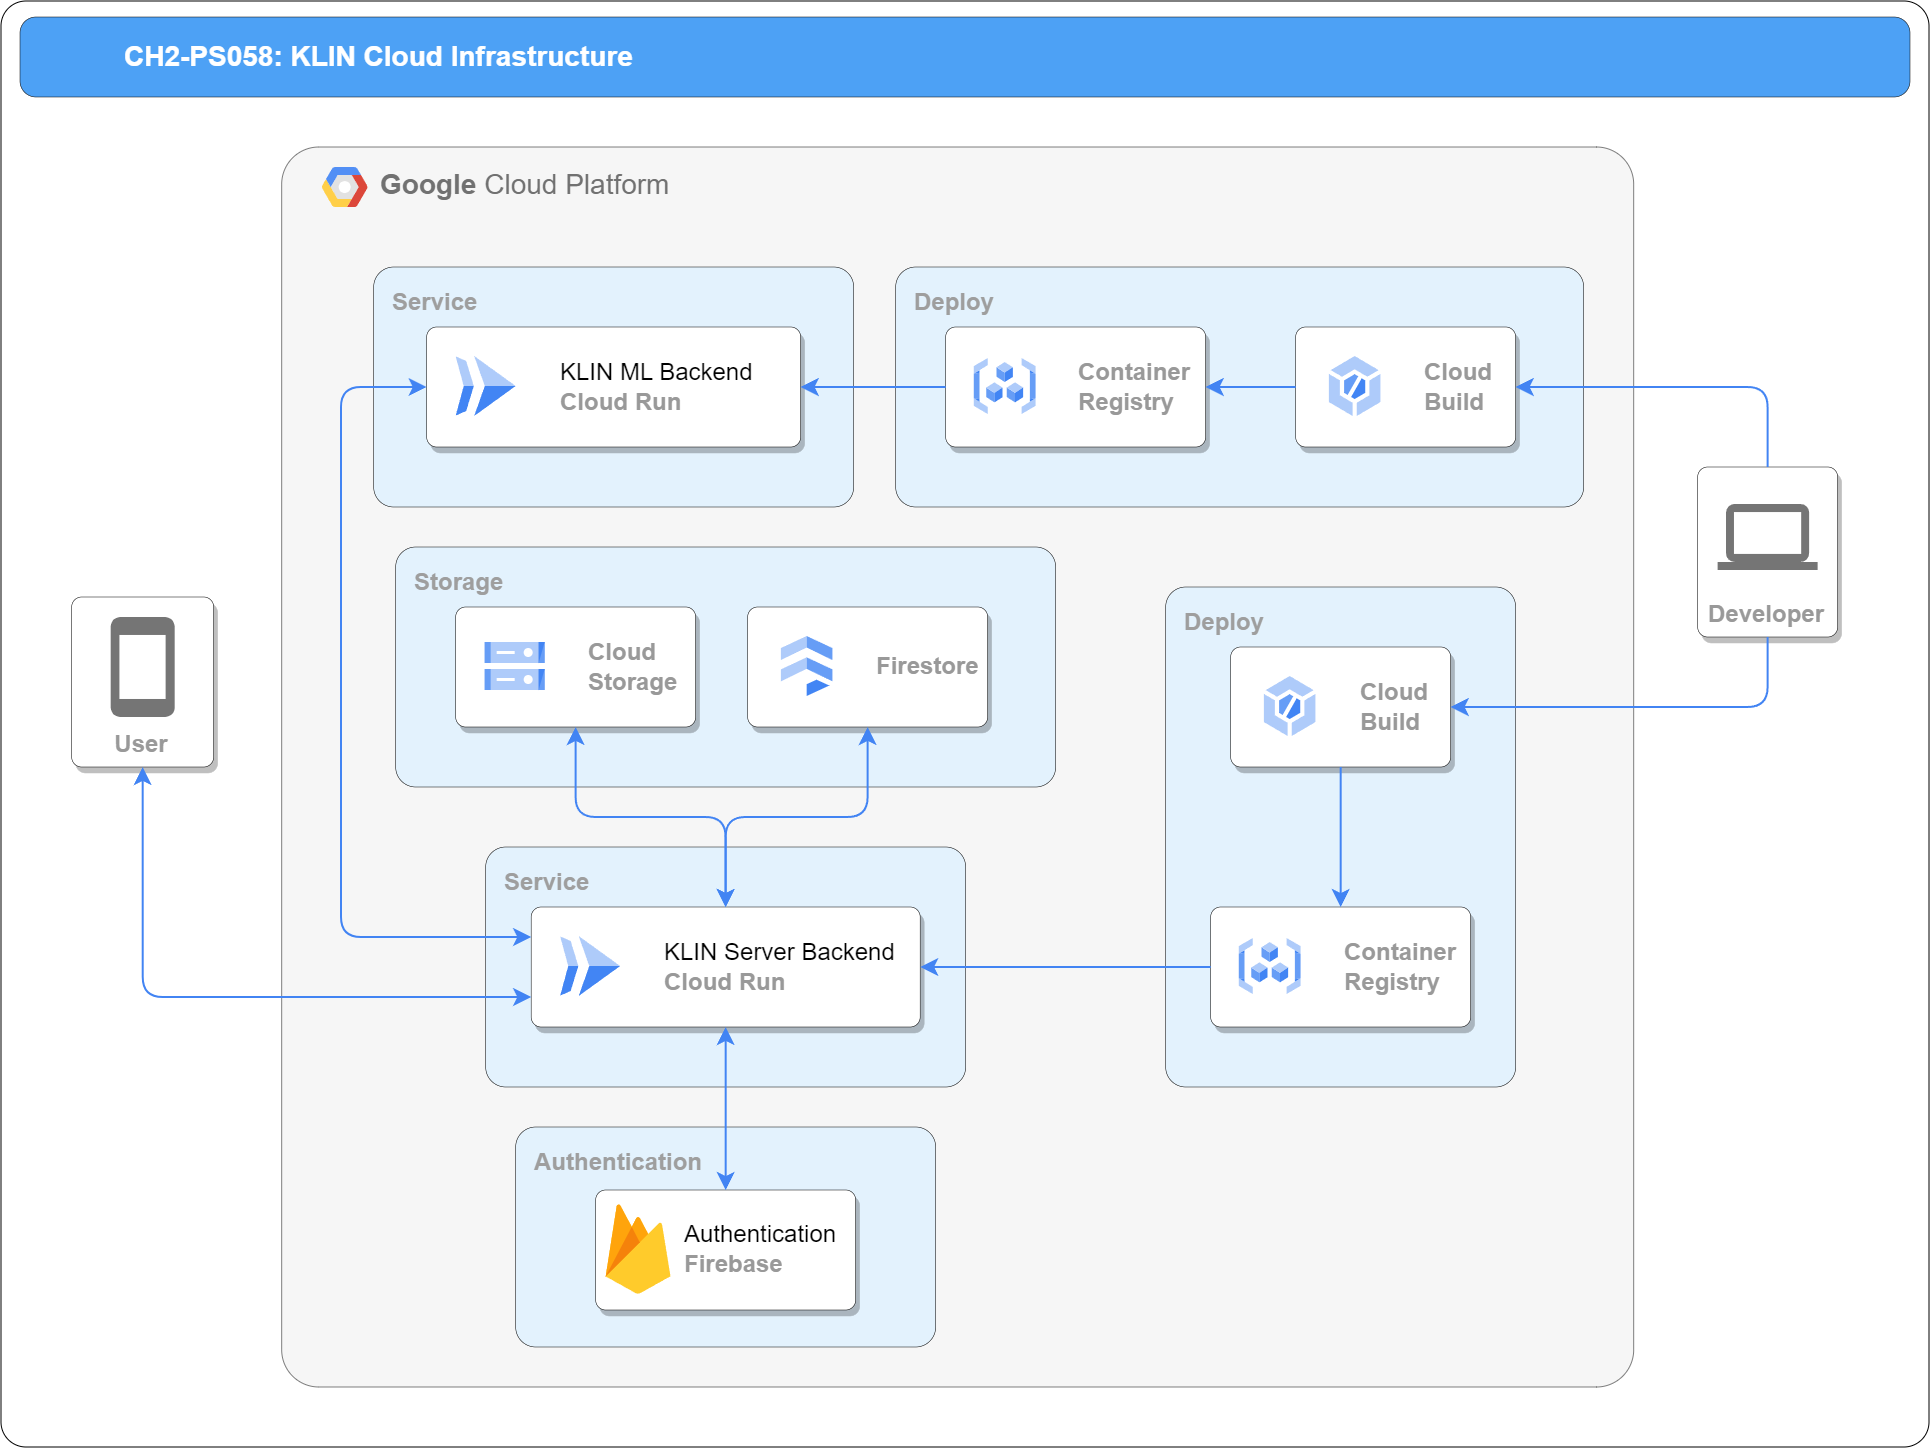 CH2-PS058: KLIN Cloud Infrastructure
Google Cloud Platform
Service
KLIN ML Backend
Cloud Run
Deploy
Container
Registry
Cloud
Build
Storage
Cloud
Storage
Firestore
User
Developer
Deploy
Cloud
Build
Container
Registry
Service
KLIN Server Backend
Cloud Run
Authentication
Authentication
Firebase